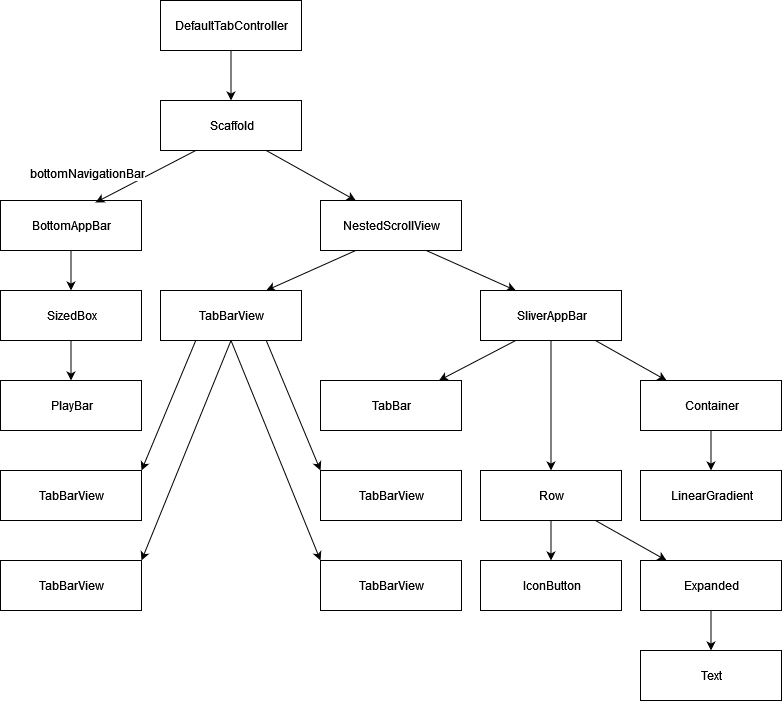 DefaultTabController
Scaffold
bottomNavigationBar
BottomAppBar
NestedScrollView
SizedBox
TabBarView
SliverAppBar
PlayBar
TabBar
Container
TabBarView
TabBarView
Row
LinearGradient
TabBarView
TabBarView
IconButton
Expanded
Text